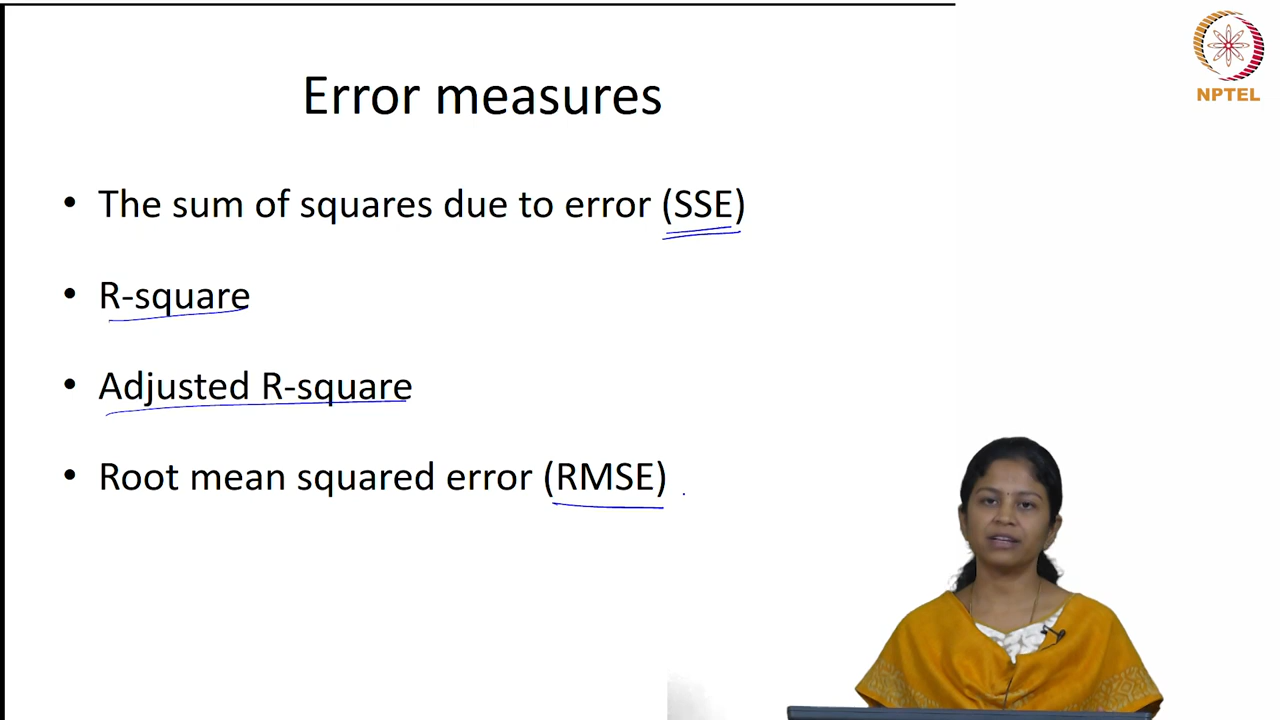 Error measures
NPTEL
• The sum of squares due to error (SSE)
• R-square
• Adjusted R-square
• Root mean squared error (RMSE)